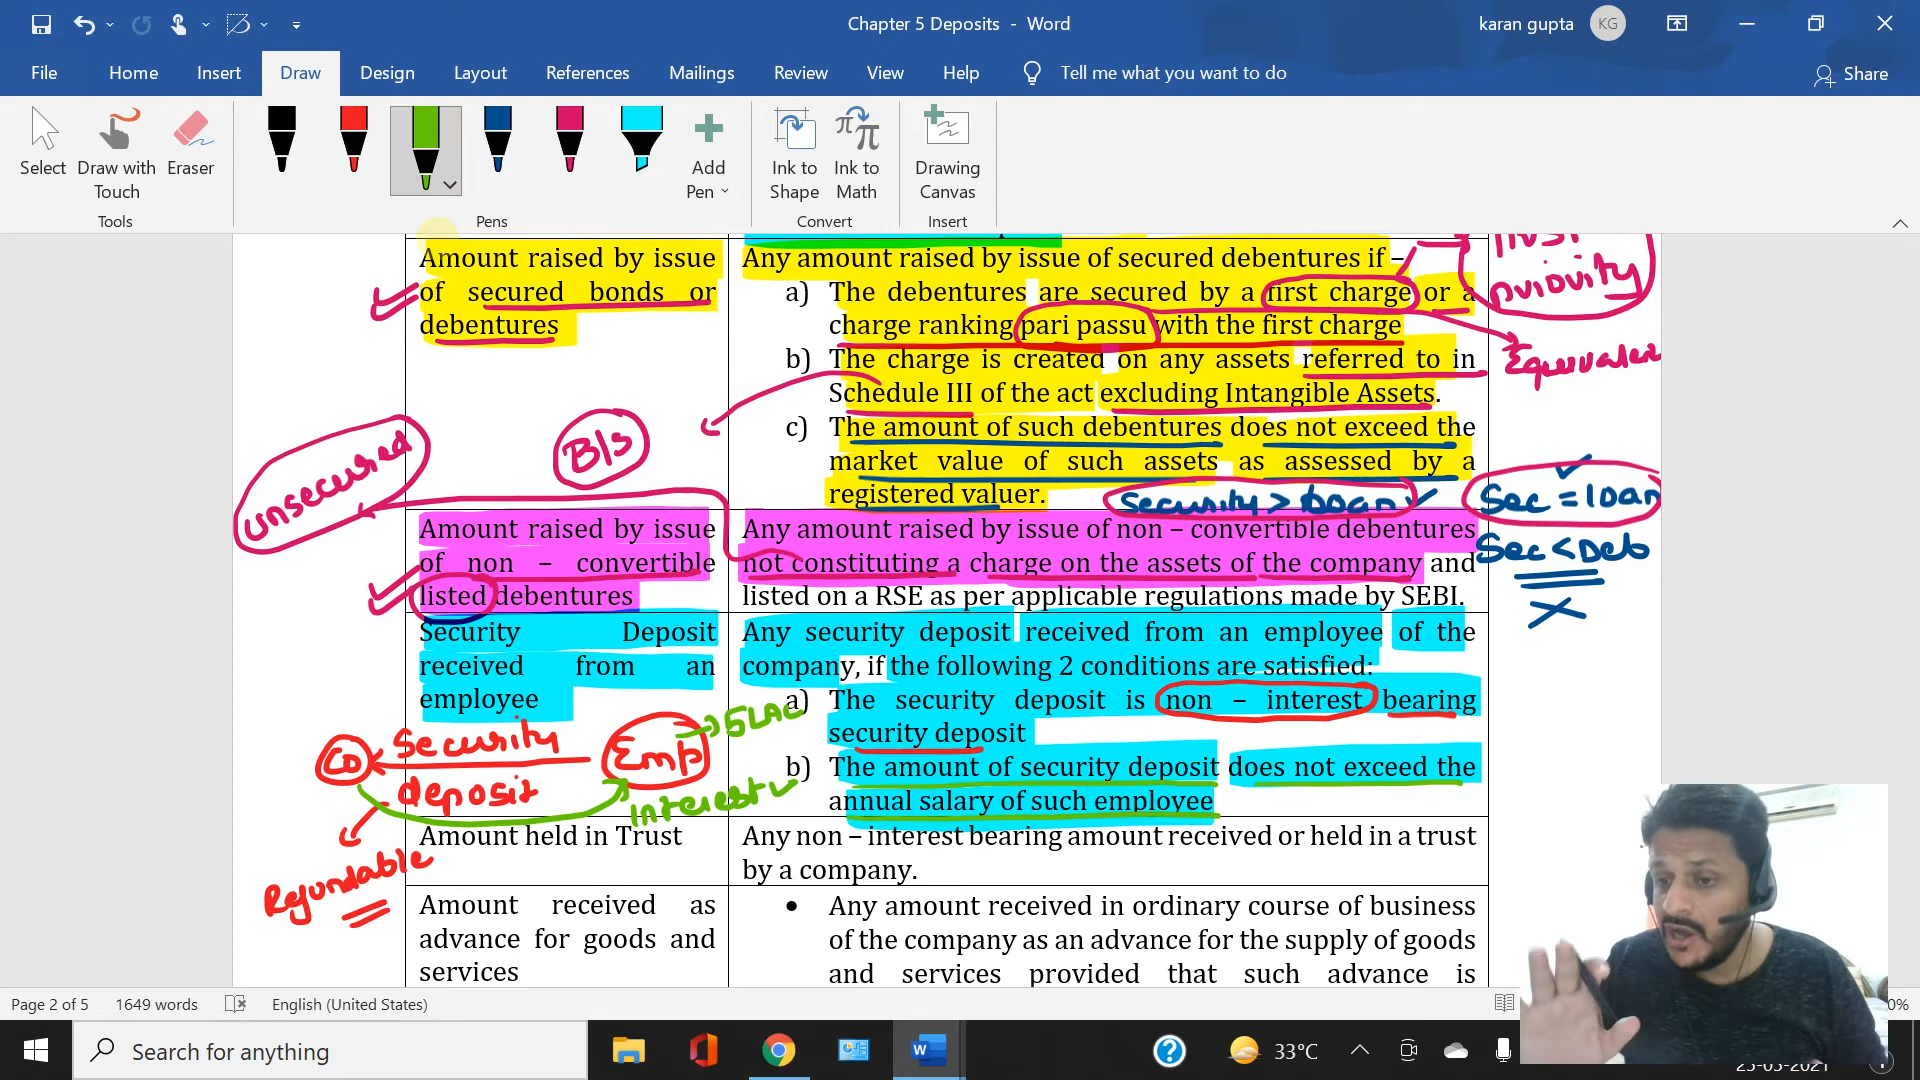 Chapter 5 Deposits - Word
karan gupta
KG
File
Home
Insert
Draw
Design
Layout
References
Mailings
Review
View
Help
Tell me what you want to do
Share
Select
Draw with Touch
Eraser
Tools
Pens
Add Pen
Ink to Shape
Ink to Math
Convert
Drawing Canvas
Insert
Amount raised by issue
of secured bonds or
debentures
Any amount raised by issue of secured debentures if –
a) The debentures are secured by a first charge or a
charge ranking pari passu with the first charge
b) The charge is created on any assets referred to in
Schedule III of the act excluding Intangible Assets.
c) The amount of such debentures does not exceed the
market value of such assets as assessed by a
registered valuer.
priority
B/s
unsecured
security > loan
Sec = loan
Sec < Deb
Amount raised by issue
of non – convertible
listed debentures
Any amount raised by issue of non – convertible debentures
not constituting a charge on the assets of the company and
listed on a RSE as per applicable regulations made by SEBI.
Security Deposit
received from an
employee
Any security deposit received from an employee of the
company, if the following 2 conditions are satisfied:
a) The security deposit is non – interest bearing
security deposit
b) The amount of security deposit does not exceed the
annual salary of such employee
Co
Security
deposit
Emp
5LAC
Interest
Refundable
Amount held in Trust
Any non – interest bearing amount received or held in a trust
by a company.
Amount received as
advance for goods and
services
• Any amount received in ordinary course of business
of the company as an advance for the supply of goods
and services provided that such advance is
Page 2 of 5
1649 words
English (United States)
0%
Search for anything
33°C